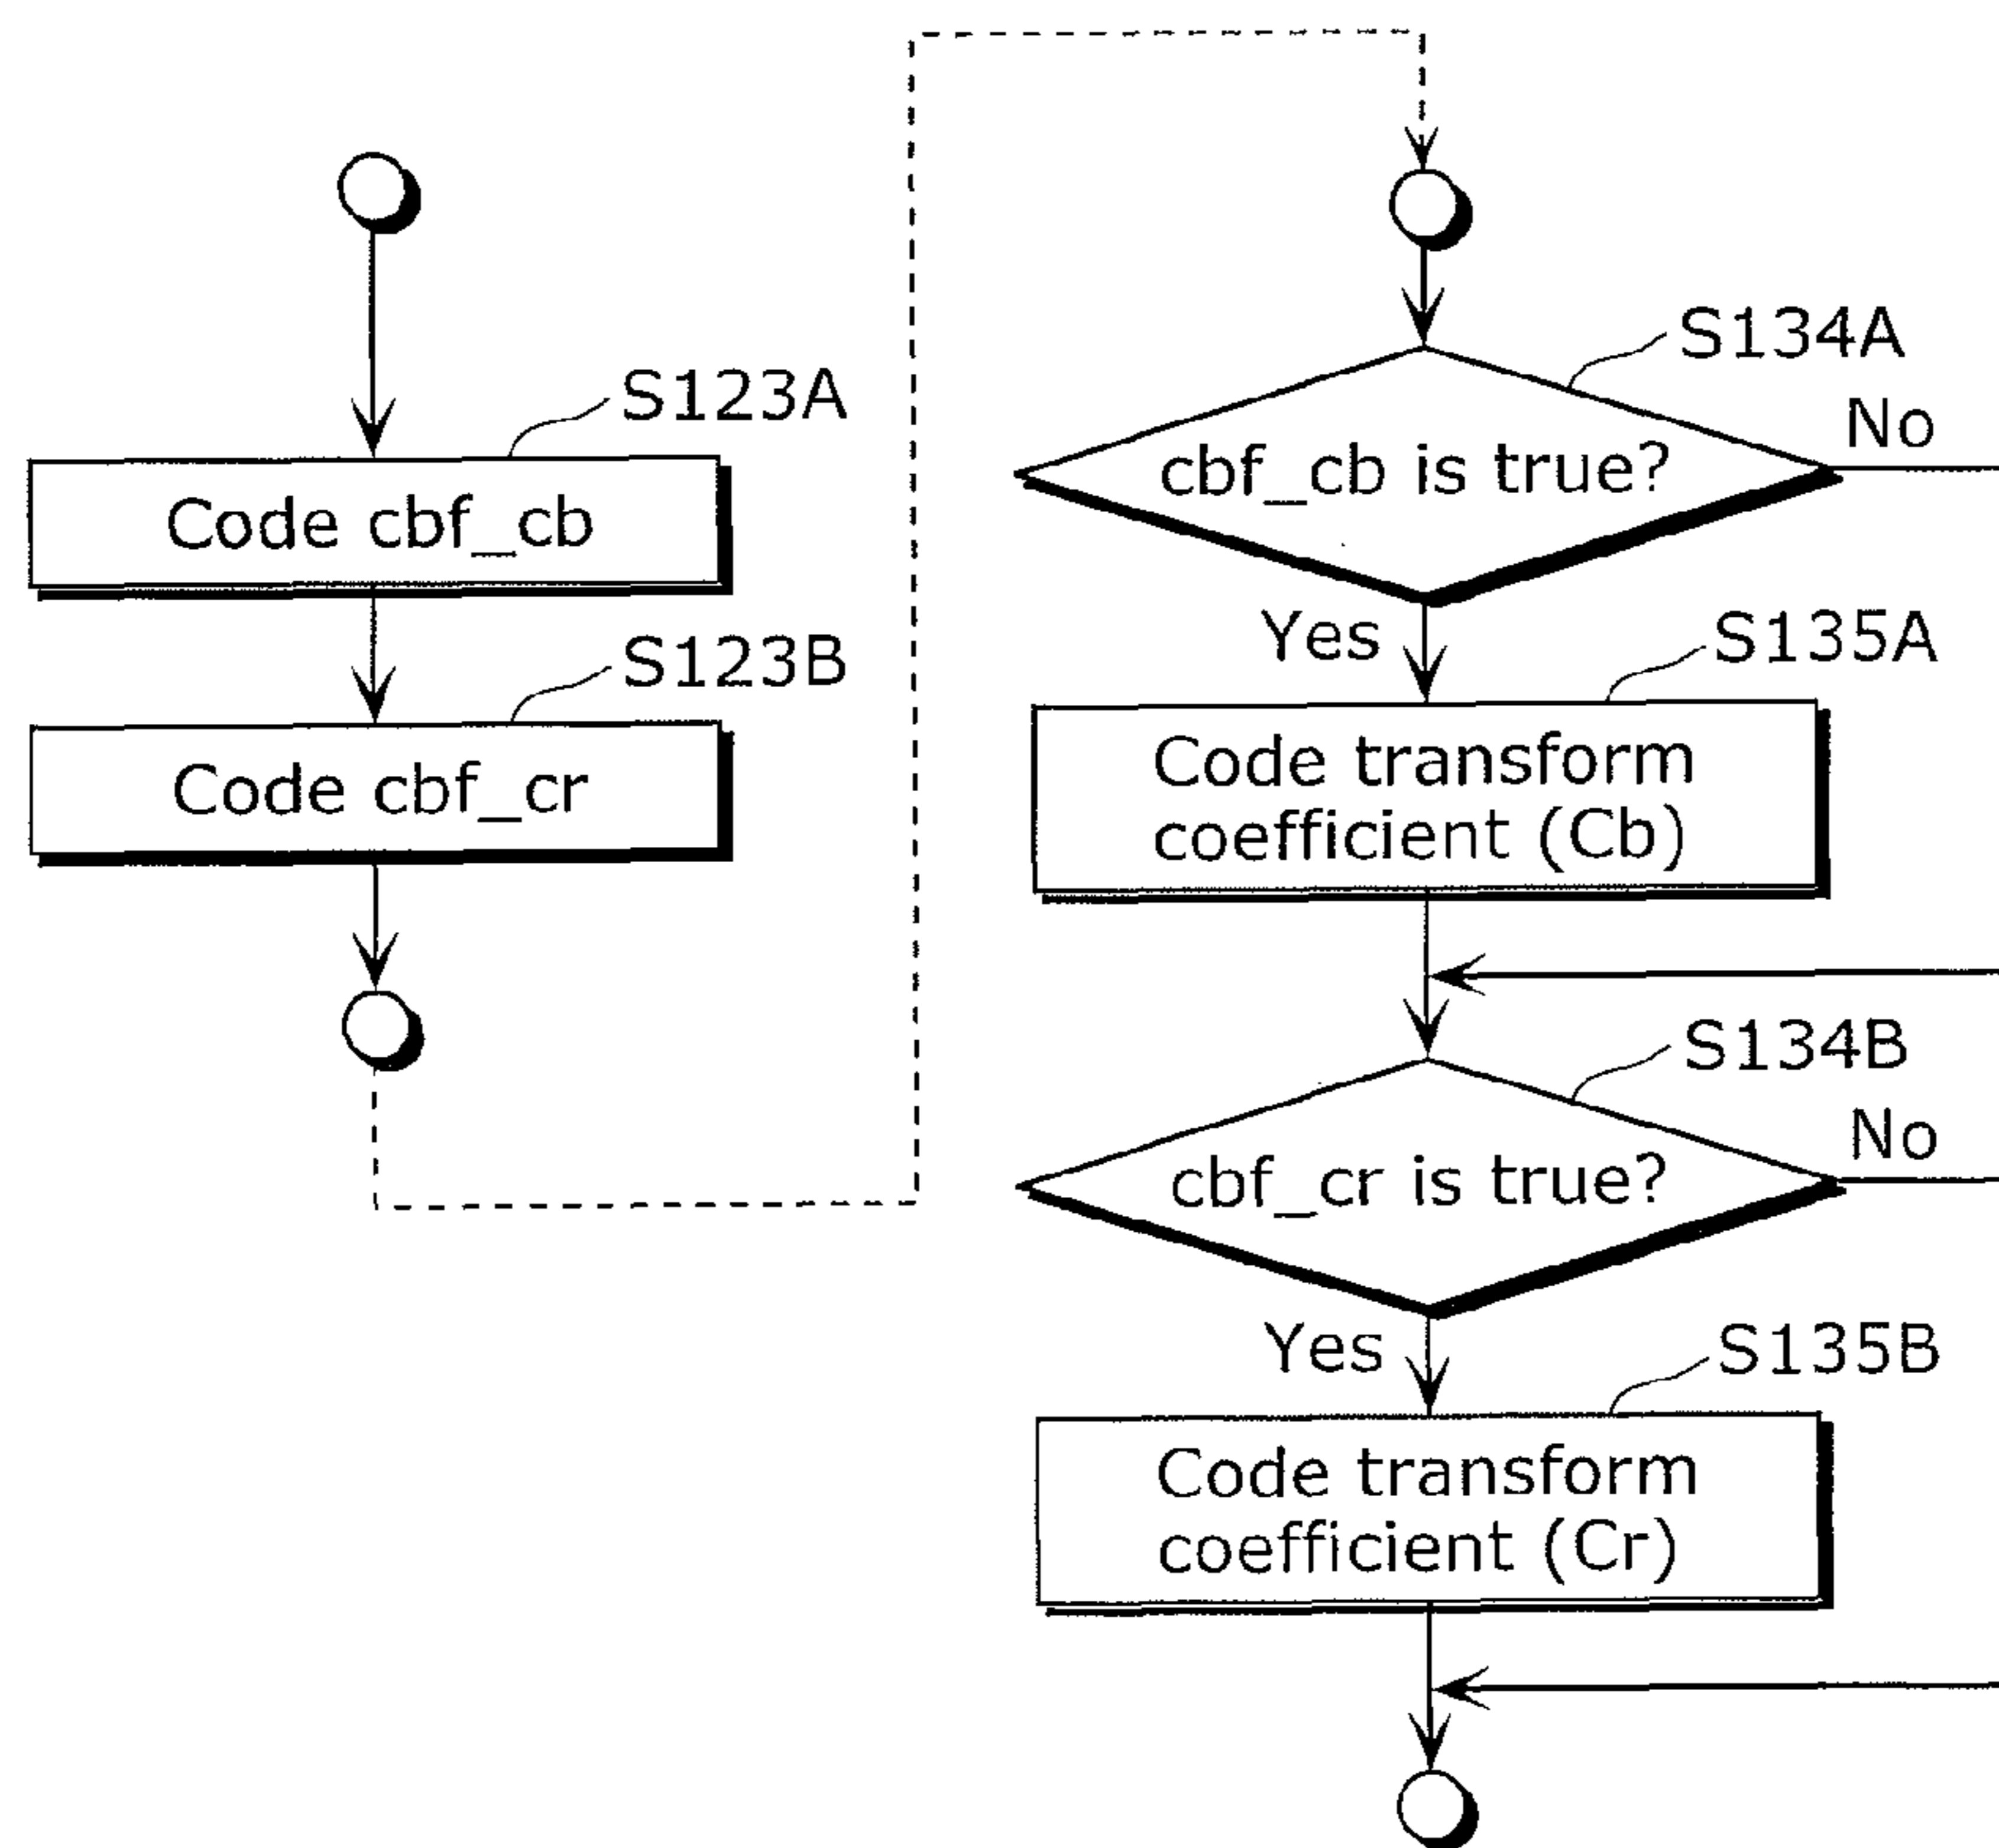 S123A
Code cbf_cb
S123B
Code cbf_cr
S134A
No
cbf_cb is true?
Yes
S135A
Code transform
coefficient (Cb)
S134B
No
cbf_cr is true?
Yes
S135B
Code transform
coefficient (Cr)